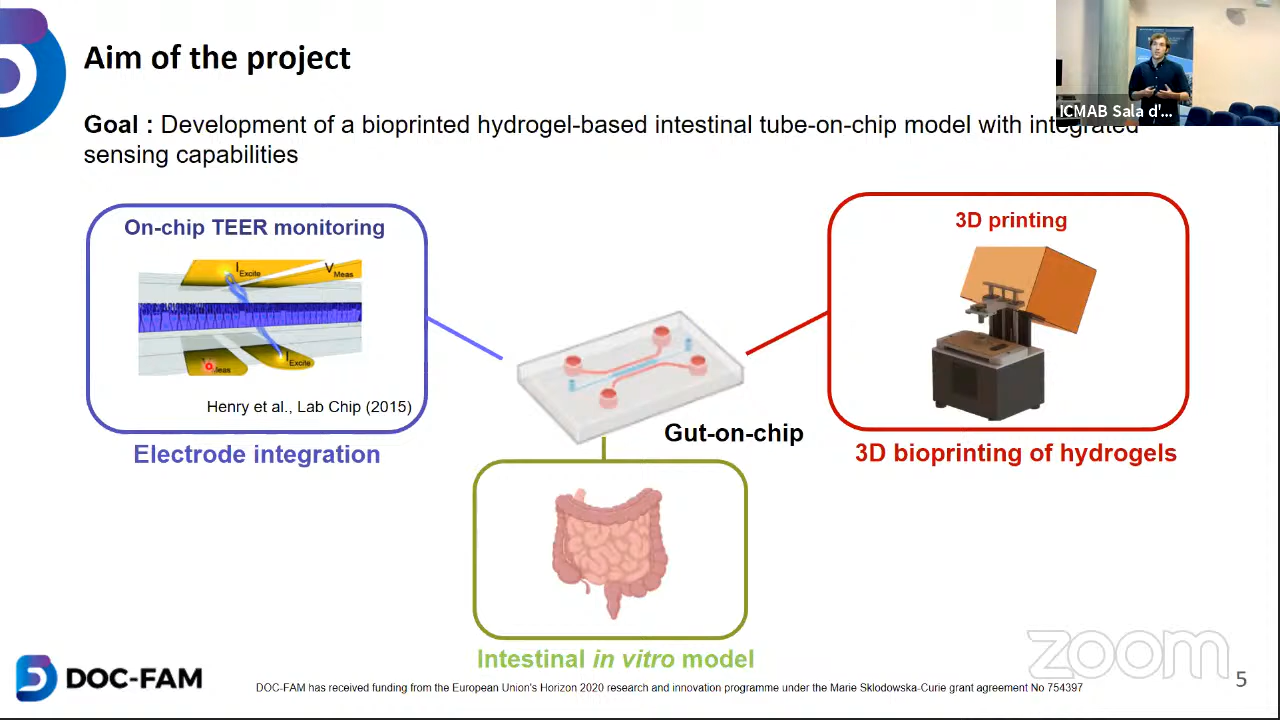 Aim of the project
ICMAB Sala d'...
Goal : Development of a bioprinted hydrogel-based intestinal tube-on-chip model with integrated
sensing capabilities
On-chip TEER monitoring
I Excite
V Meas
Meas
I Excite
Henry et al., Lab Chip (2015)
Electrode integration
3D printing
3D bioprinting of hydrogels
Gut-on-chip
Intestinal in vitro model
zoom
DOC-FAM
DOC-FAM has received funding from the European Union's Horizon 2020 research and innovation programme under the Marie Sklodowska-Curie grant agreement No 754397
5